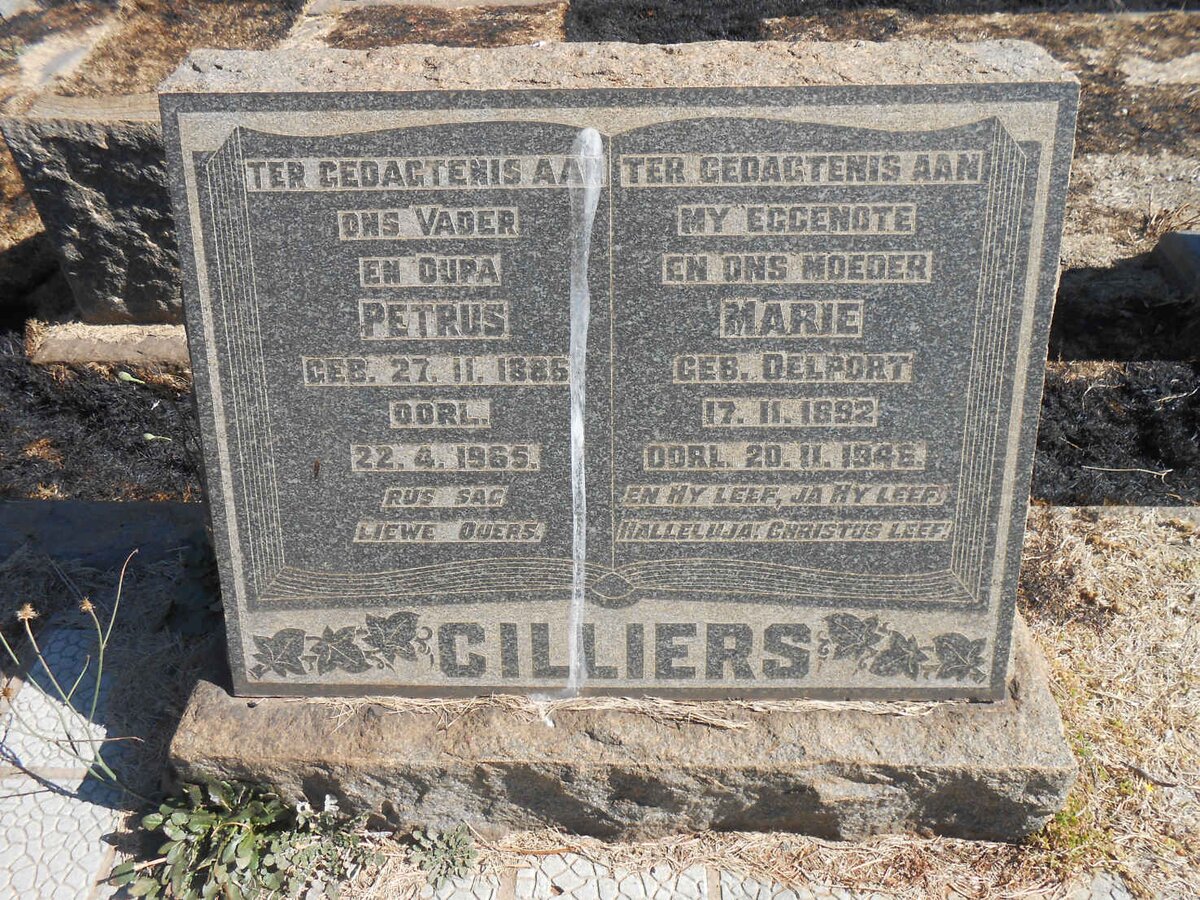 TER GEDAGTENIS AAN
ONS VADER
EN OUPA
PETRUS
GEB. 27. 11. 1886
OORL.
22. 4. 1965.
RUS SAG
LIEWE OUERS.
TER GEDAGTENIS AAN
MY EGGENOTE
EN ONS MOEDER
MARIE
GEB. DELPORT
17. 11. 1892
OORL. 20. 11. 1946.
EN HY LEEF, JA HY LEEF,
HALLELUJA! CHRISTUS LEEF.
CILLIERS